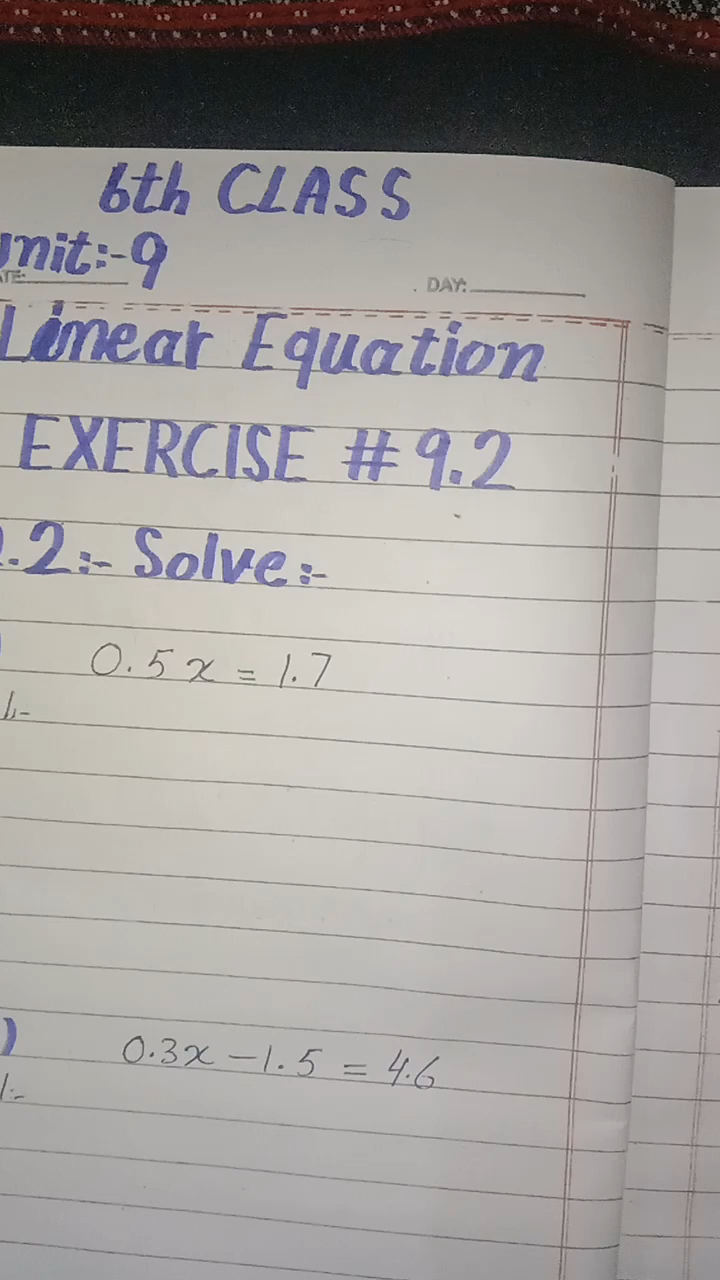 6th CLASS
unit:-9
DAY:
Linear Equation
EXERCISE # 9.2
.2:- Solve:-
0.5x = 1.7
)
0.3x - 1.5 = 4.6